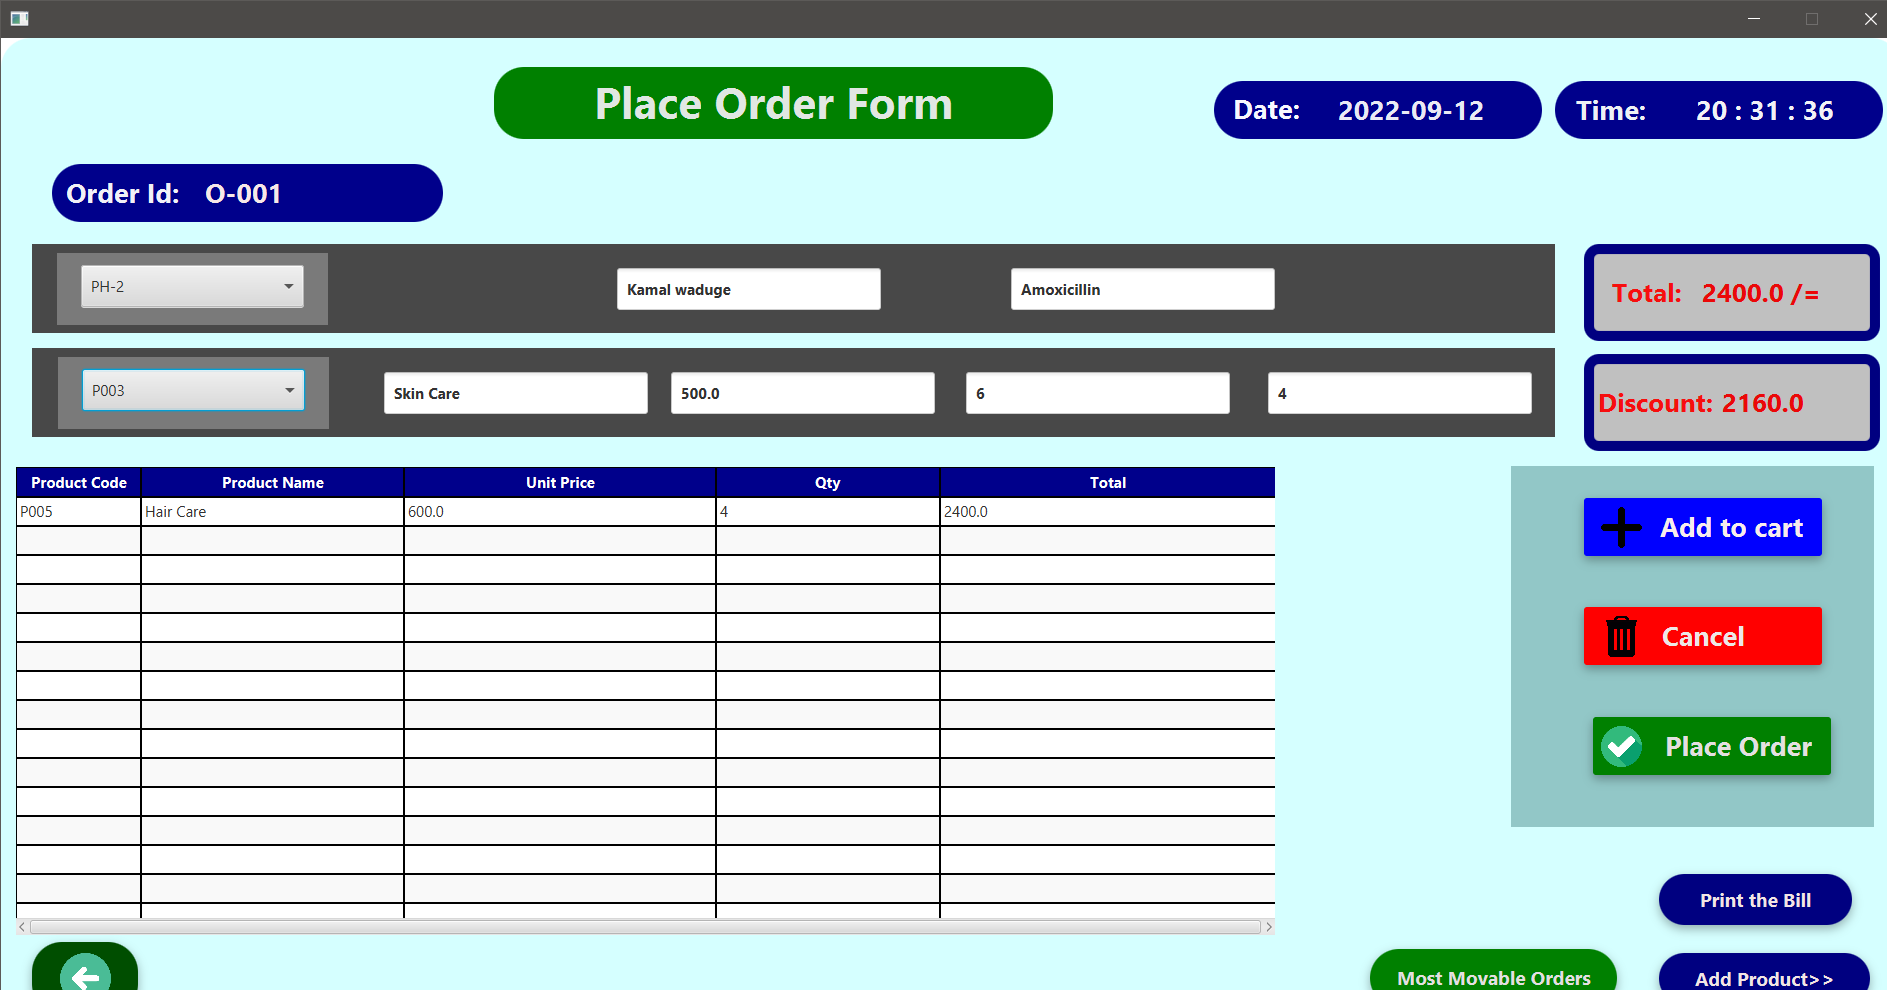 Place Order Form
Date: 2022-09-12
Time: 20 : 31 : 36
Order Id: O-001
PH-2
Kamal waduge
Amoxicillin
Total: 2400.0 /=
P003
Skin Care
500.0
6
4
Discount: 2160.0
Product Code Product Name Unit Price Qty Total
P005 Hair Care 600.0 4 2400.0
Add to cart
Cancel
Place Order
Print the Bill
Most Movable Orders
Add Product>>